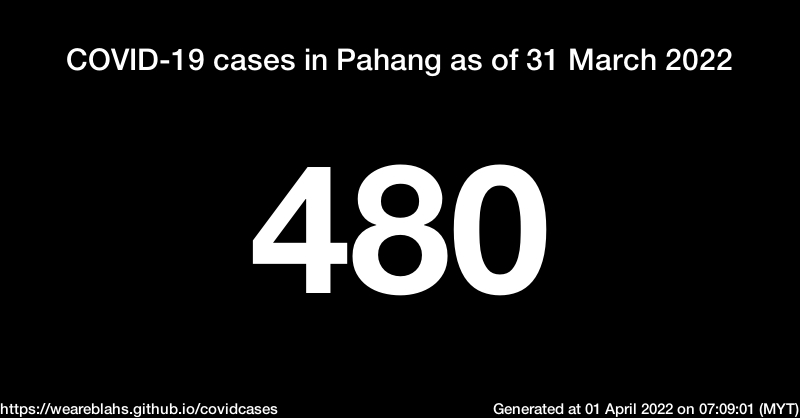 COVID-19 cases in Pahang as of 31 March 2022
480
https://weareblahs.github.io/covidcases
Generated at 01 April 2022 on 07:09:01 (MYT)